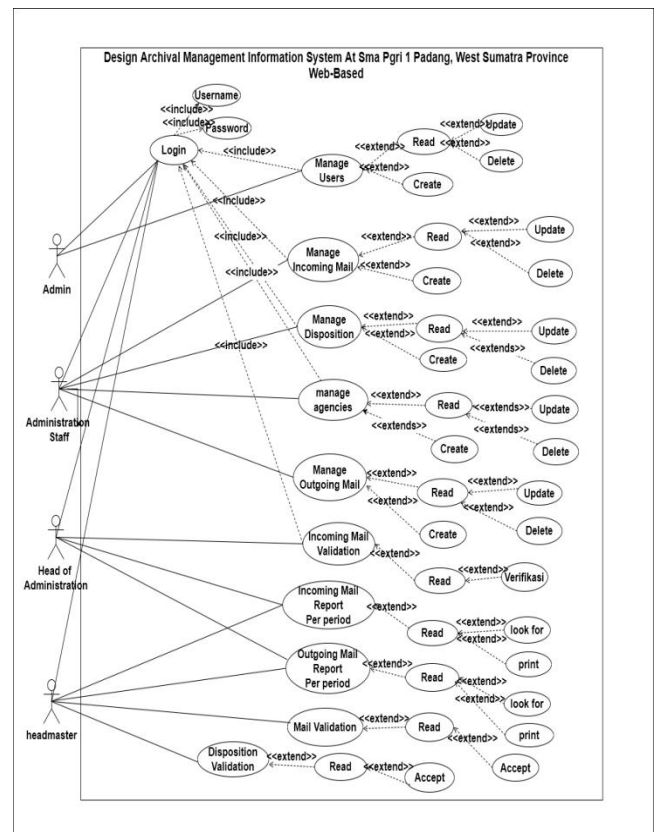 Design Archival Management Information System At Sma Pgri 1 Padang, West Sumatra Province
Web-Based
Username
<<include>>
<<include>>
Password
Login
<<include>>
Manage
Users
<<extend>>
Read
<<extend>>
Update
<<extend>>
Delete
<<extend>>
Create
<<include>>
Admin
Manage
Incoming Mail
<<extend>>
Read
<<extend>>
Update
<<extend>>
Delete
<<extend>>
Create
<<include>>
<<include>>
Manage
Disposition
<<extend>>
Read
<<extend>>
Update
<<extends>>
Delete
<<extend>>
Create
<<include>>
Administration
Staff
manage
agencies
<<extend>>
Read
<<extends>>
Update
<<extends>>
Delete
<<extends>>
Create
Manage
Outgoing Mail
<<extend>>
Read
<<extend>>
Update
<<extend>>
Delete
<<extend>>
Create
Head of
Administration
Incoming Mail
Validation
<<extend>>
Read
<<extend>>
Verifikasi
Incoming Mail
Report
Per period
<<extend>>
Read
<<extend>>
look for
<<extend>>
print
Outgoing Mail
Report
Per period
<<extend>>
Read
<<extend>>
look for
<<extend>>
print
headmaster
Mail Validation
<<extend>>
Read
<<extend>>
Accept
Disposition
Validation
<<extend>>
Read
<<extend>>
Accept